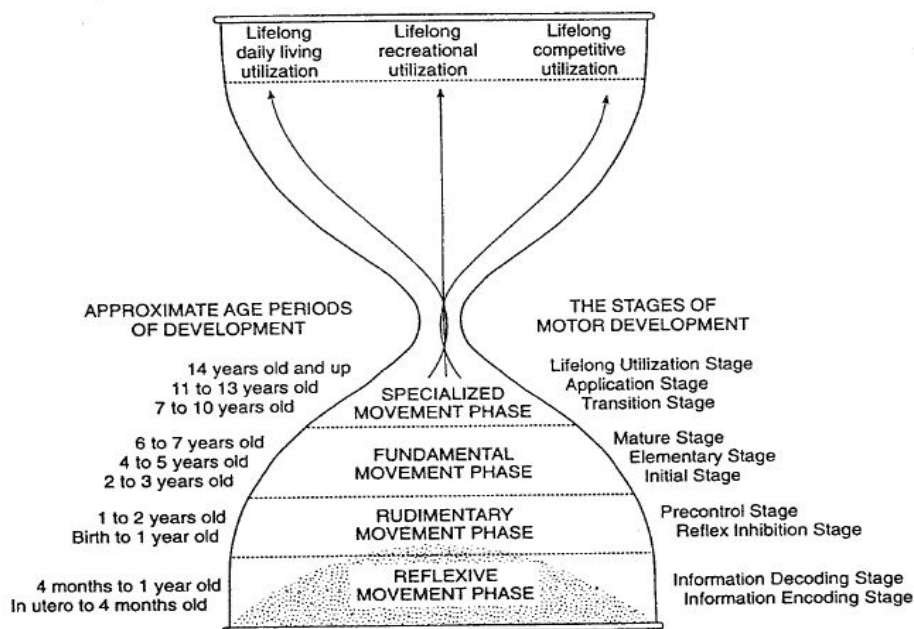 Lifelong
daily living
utilization
Lifelong
recreational
utilization
Lifelong
competitive
utilization
APPROXIMATE AGE PERIODS
OF DEVELOPMENT
THE STAGES OF
MOTOR DEVELOPMENT
14 years old and up
11 to 13 years old
7 to 10 years old
SPECIALIZED
MOVEMENT PHASE
Lifelong Utilization Stage
Application Stage
Transition Stage
6 to 7 years old
4 to 5 years old
2 to 3 years old
FUNDAMENTAL
MOVEMENT PHASE
Mature Stage
Elementary Stage
Initial Stage
1 to 2 years old
Birth to 1 year old
RUDIMENTARY
MOVEMENT PHASE
Precontrol Stage
Reflex Inhibition Stage
4 months to 1 year old
In utero to 4 months old
REFLEXIVE
MOVEMENT PHASE
Information Decoding Stage
Information Encoding Stage